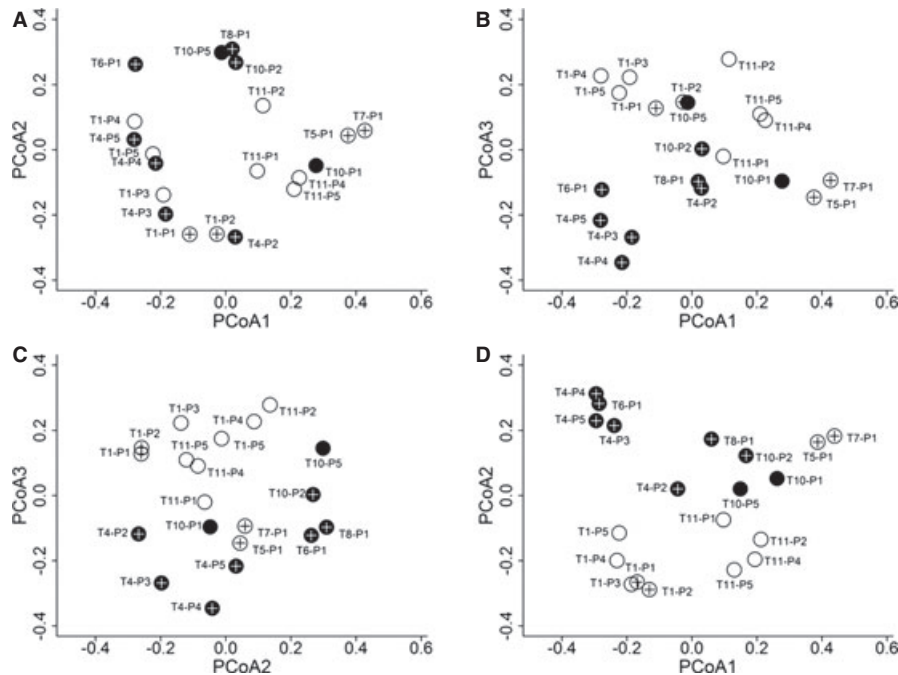 A
0.4
0.2
0.0
-0.2
-0.4
PCoA2
T6-P1
T10-P5
T8-P1
T10-P2
T11-P2
T1-P4
T4-P5
T1-P5
T4-P4
T5-P1
T7-P1
T11-P1
T10-P1
T11-P4
T11-P5
T1-P3
T4-P3
T1-P1
T1-P2
T4-P2
-0.4 -0.2 0.0 0.2 0.4 0.6
PCoA1
B
0.4
0.2
0.0
-0.2
-0.4
PCoA3
T11-P2
T1-P4
T1-P3
T1-P5
T1-P1
T1-P2
T10-P5
T11-P5
T11-P4
T10-P2
T11-P1
T8-P1
T4-P2
T10-P1
T7-P1
T5-P1
T6-P1
T4-P5
T4-P3
T4-P4
-0.4 -0.2 0.0 0.2 0.4 0.6
PCoA1
C
0.4
0.2
0.0
-0.2
-0.4
PCoA3
T1-P3
T1-P4
T11-P2
T1-P2
T1-P1
T11-P5
T1-P5
T11-P4
T10-P5
T11-P1
T10-P2
T10-P1
T7-P1
T8-P1
T4-P2
T5-P1
T6-P1
T4-P5
T4-P3
T4-P4
-0.4 -0.2 0.0 0.2 0.4 0.6
PCoA2
D
0.4
0.2
0.0
-0.2
-0.4
PCoA2
T4-P4
T6-P1
T4-P5
T4-P3
T8-P1
T7-P1
T5-P1
T10-P2
T10-P1
T4-P2
T10-P5
T11-P1
T1-P5
T11-P2
T1-P4
T11-P4
T1-P1
T11-P5
T1-P3
T1-P2
-0.4 -0.2 0.0 0.2 0.4 0.6
PCoA1